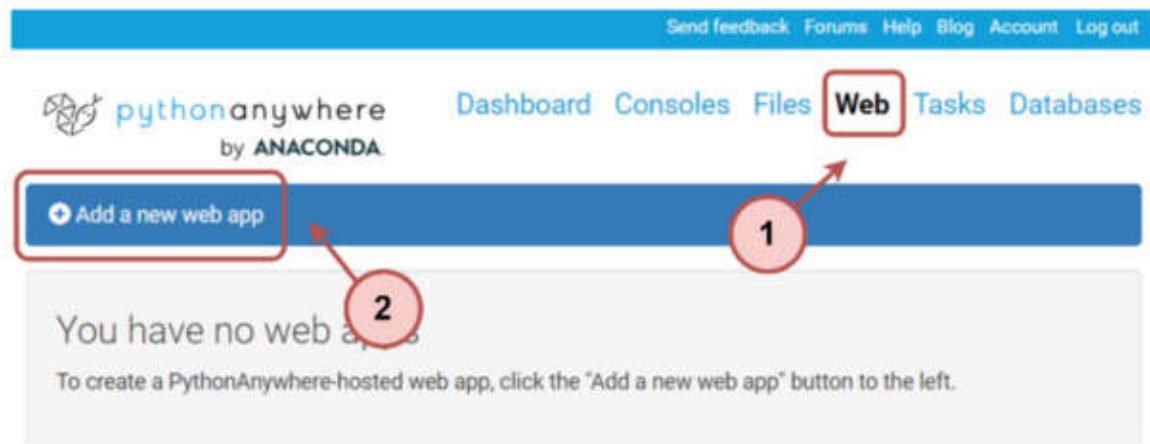 Send feedback Forums Help Blog Account Log out
pythonanywhere
by ANACONDA
Dashboard Consoles Files Web Tasks Databases
1
Add a new web app
2
You have no web apps
To create a PythonAnywhere-hosted web app, click the "Add a new web app" button to the left.